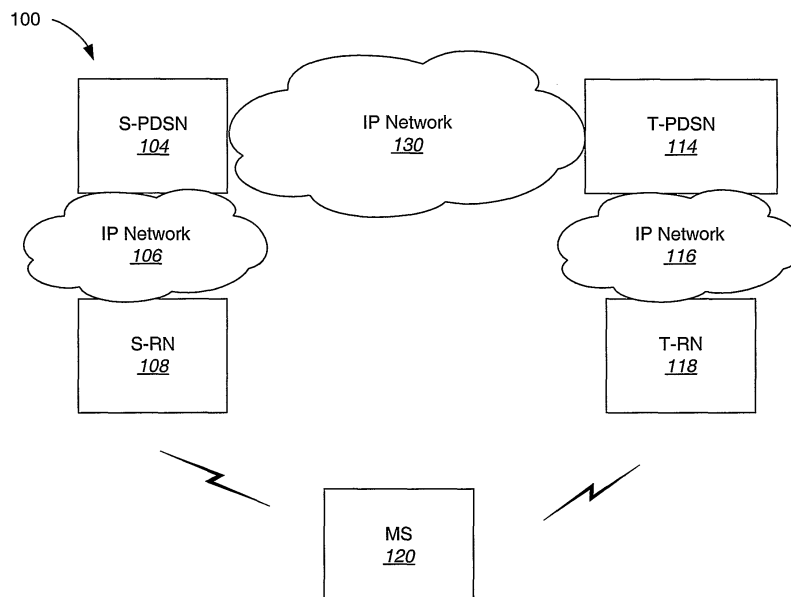 100
S-PDSN
104
IP Network
130
T-PDSN
114
IP Network
106
IP Network
116
S-RN
108
T-RN
118
MS
120